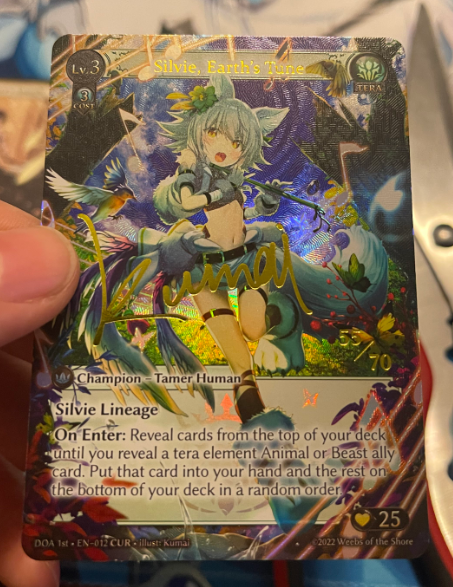 Lv.3
Silvie, Earth's Tune
TERA
3
COST
Kumai
55/70
Champion – Tamer Human
Silvie Lineage
On Enter: Reveal cards from the top of your deck
until you reveal a tera element Animal or Beast ally
card. Put that card into your hand and the rest on
the bottom of your deck in a random order
25
DOA 1st • EN-012 CUR • illust: Kumai
©2022 Weebs of the Shore